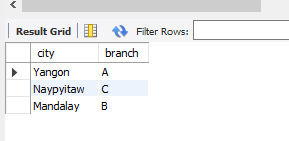 Result Grid Filter Rows:
city branch
Yangon A
Naypyitaw C
Mandalay B